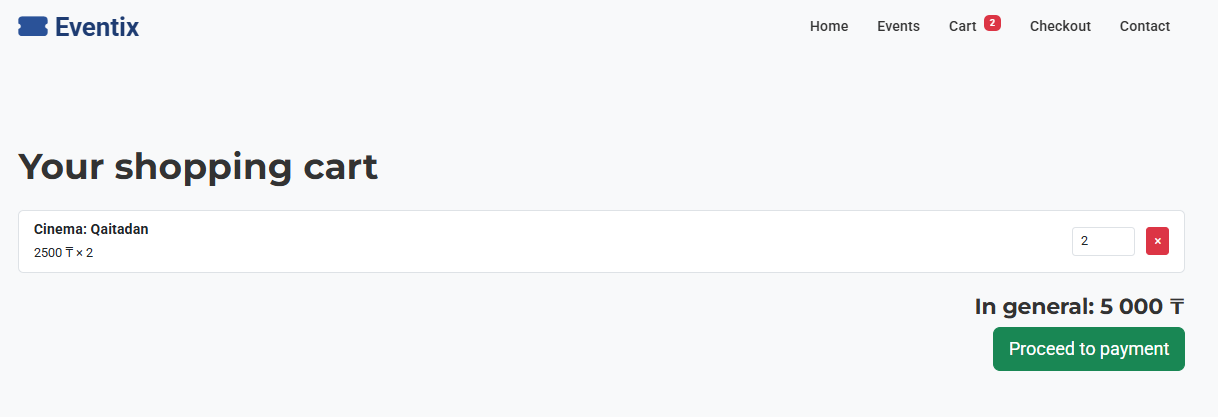 Eventix
Home Events Cart 2 Checkout Contact
Your shopping cart
Cinema: Qaitadan
2500 ₸ × 2
2 ×
In general: 5 000 ₸
Proceed to payment